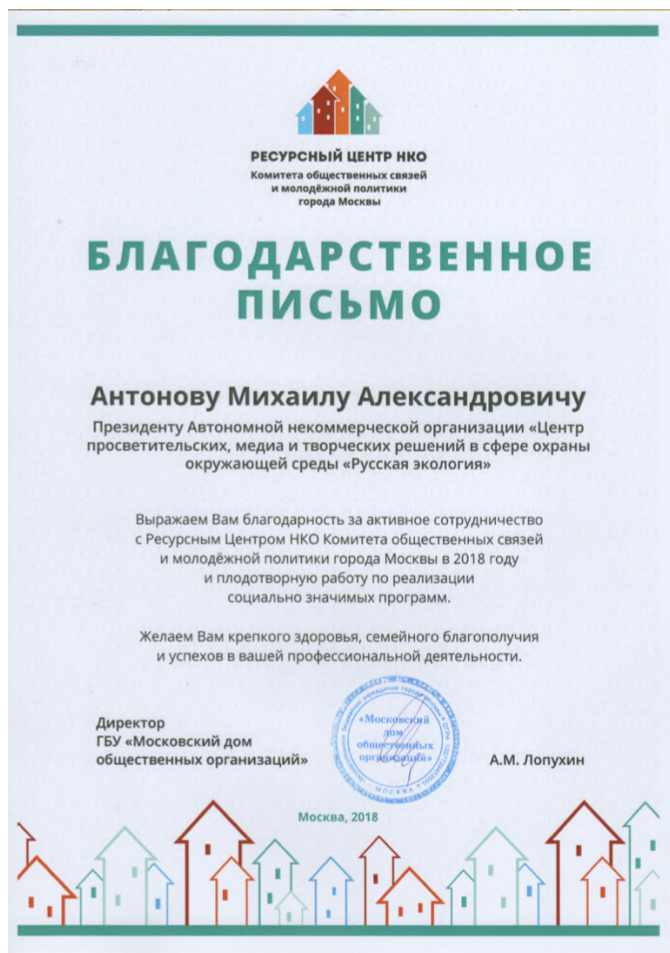 РЕСУРСНЫЙ ЦЕНТР НКО
Комитета общественных связей
и молодёжной политики
города Москвы
БЛАГОДАРСТВЕННОЕ
ПИСЬМО
Антонову Михаилу Александровичу
Президенту Автономной некоммерческой организации «Центр
просветительских, медиа и творческих решений в сфере охраны
окружающей среды «Русская экология»
Выражаем Вам благодарность за активное сотрудничество
с Ресурсным Центром НКО Комитета общественных связей
и молодёжной политики города Москвы в 2018 году
и плодотворную работу по реализации
социально значимых программ.
Желаем Вам крепкого здоровья, семейного благополучия
и успехов в вашей профессиональной деятельности.
Директор
ГБУ «Московский дом
общественных организаций»
«Московский
дом
общественных
организаций»
МОСКВА
А.М. Лопухин
Москва, 2018